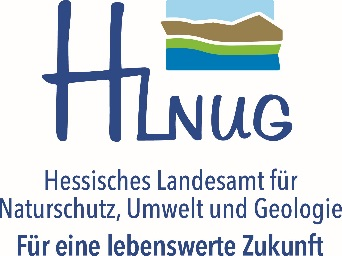 HLNUG
Hessisches Landesamt für
Naturschutz, Umwelt und Geologie
Für eine lebenswerte Zukunft